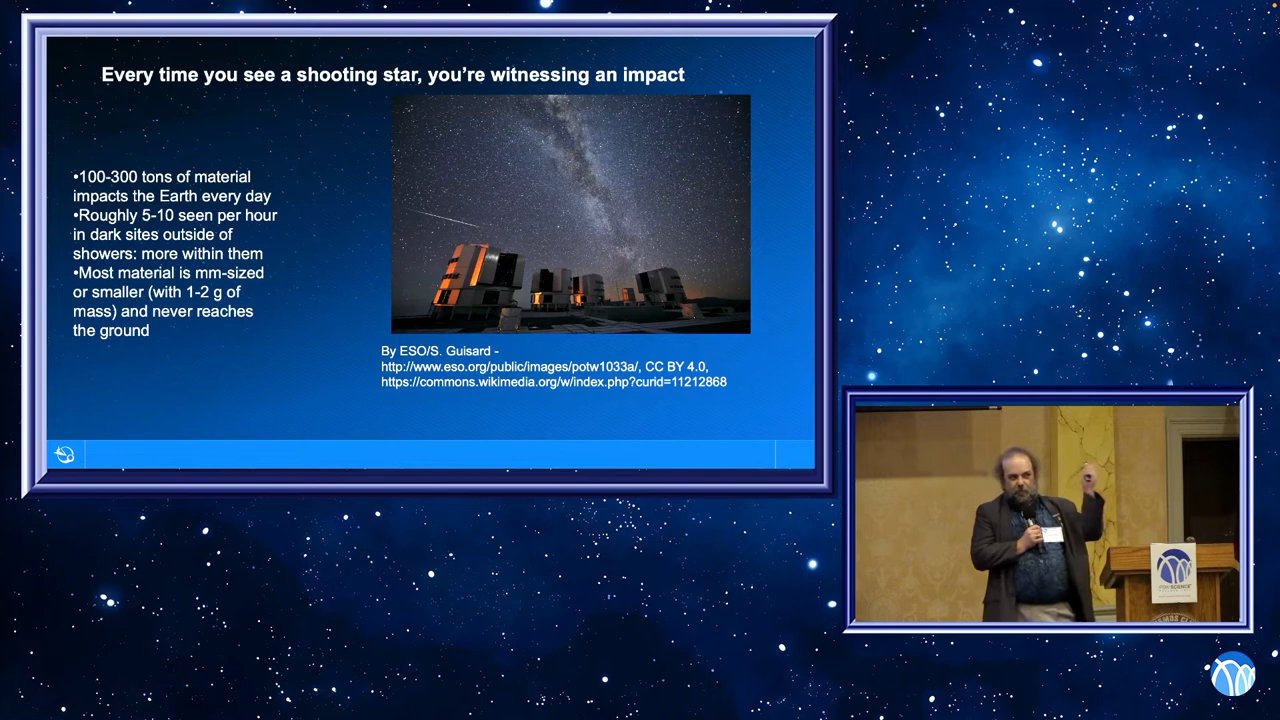 Every time you see a shooting star, you’re witnessing an impact
•100-300 tons of material
impacts the Earth every day
•Roughly 5-10 seen per hour
in dark sites outside of
showers: more within them
•Most material is mm-sized
or smaller (with 1-2 g of
mass) and never reaches
the ground
By ESO/S. Guisard -
http://www.eso.org/public/images/potw1033a/, CC BY 4.0,
https://commons.wikimedia.org/w/index.php?curid=11212868
SCIENCE